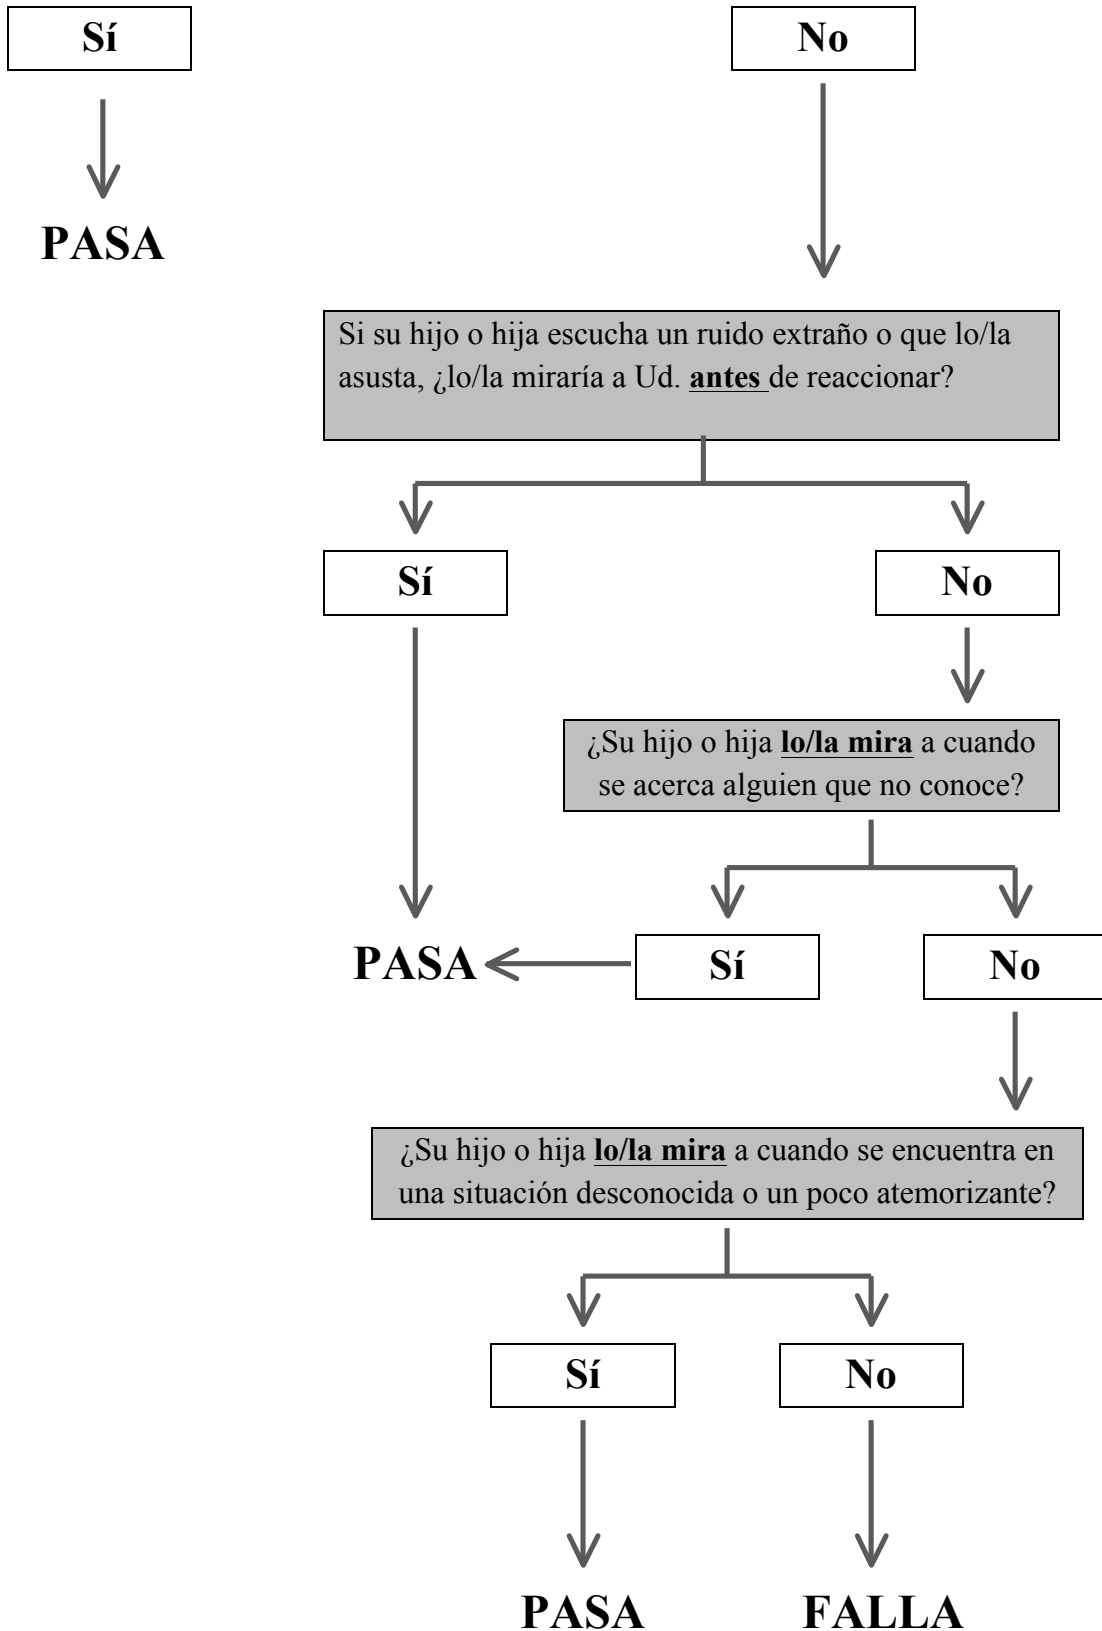 Sí
No
PASA
Si su hijo o hija escucha un ruido extraño o que lo/la
asusta, ¿lo/la miraría a Ud. antes de reaccionar?
Sí
No
¿Su hijo o hija lo/la mira a cuando
se acerca alguien que no conoce?
PASA
Sí
No
¿Su hijo o hija lo/la mira a cuando se encuentra en
una situación desconocida o un poco atemorizante?
Sí
No
PASA
FALLA